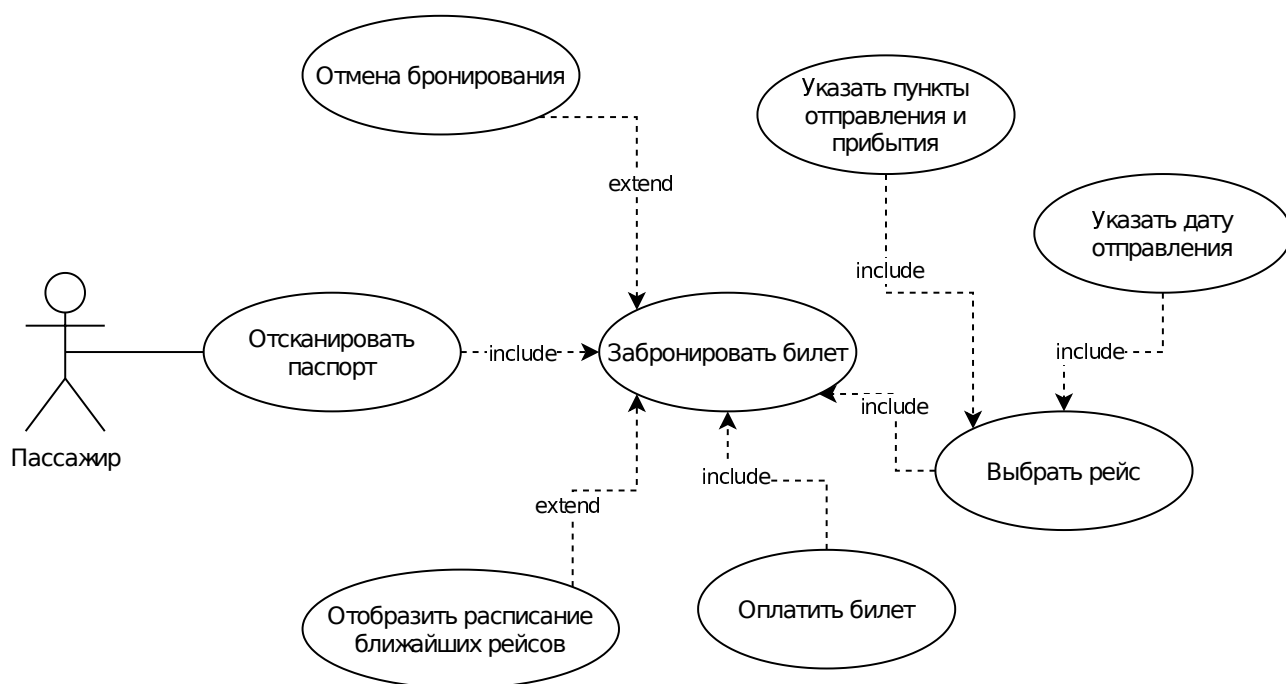 Отмена бронирования
Указать пункты
отправления и
прибытия
Указать дату
отправления
extend
include
include
Отсканировать
паспорт
include
Забронировать билет
include
Пассажир
Выбрать рейс
include
extend
Отобразить расписание
ближайших рейсов
Оплатить билет